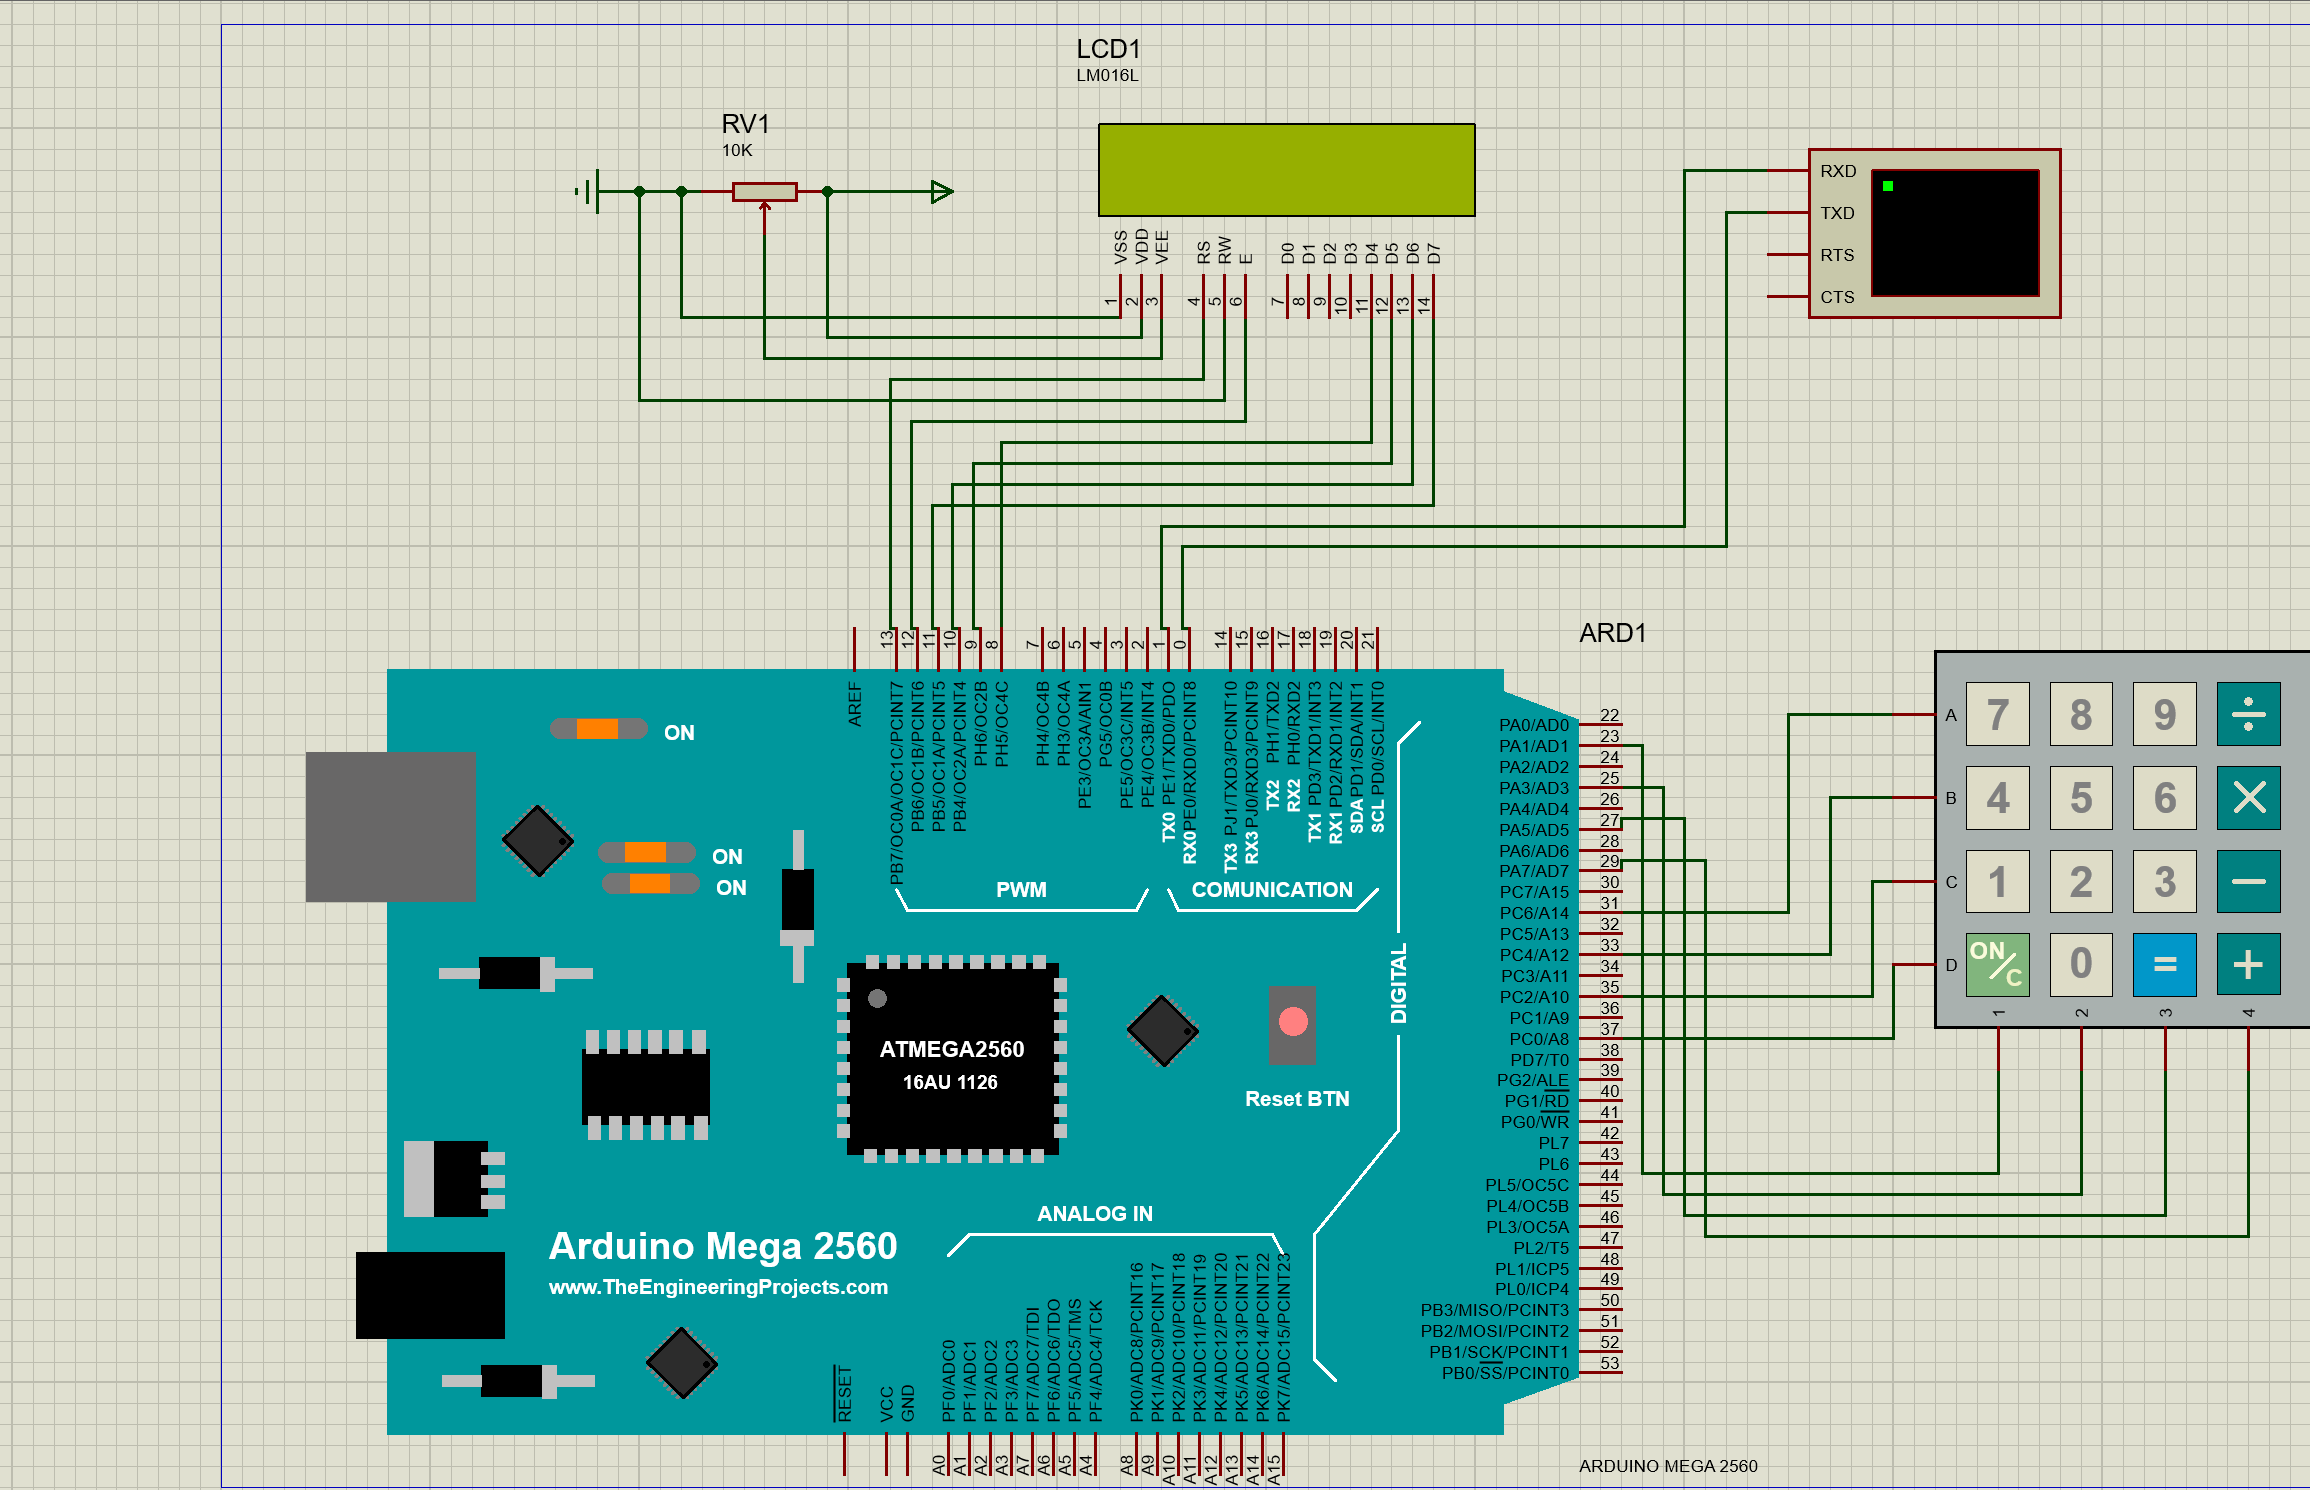 LCD1
LM016L
RV1
10K
VSS
VDD
VEE
RS
RW
E
D0
D1
D2
D3
D4
D5
D6
D7
1
2
3
4
5
6
7
8
9
10
11
12
13
14
RXD
TXD
RTS
CTS
ARD1
AREF
13
12
11
10
9
8
7
6
5
4
3
2
1
0
14
15
16
17
18
19
20
21
PB7/OC0A/OC1C/PCINT7
PB6/OC1B/PCINT6
PB5/OC1A/PCINT5
PB4/OC2A/PCINT4
PH6/OC2B
PH5/OC4C
PH4/OC4B
PH3/OC4A
PE3/OC3A/AIN1
PG5/OC0B
PE5/OC3C/INT5
PE4/OC3B/INT4
TX0 PE1/TXD0/PDO
RX0 PE0/RXD0/PCINT8
TX3 PJ1/TXD3/PCINT10
RX3 PJ0/RXD3/PCINT9
TX2 PH1/TXD2
RX2 PH0/RXD2
TX1 PD3/TXD1/INT3
RX1 PD2/RXD1/INT2
SDA PD1/SDA/INT1
SCL PD0/SCL/INT0
ON
ON
ON
PWM
COMUNICATION
DIGITAL
PA0/AD0 22
PA1/AD1 23
PA2/AD2 24
PA3/AD3 25
PA4/AD4 26
PA5/AD5 27
PA6/AD6 28
PA7/AD7 29
PC7/A15 30
PC6/A14 31
PC5/A13 32
PC4/A12 33
PC3/A11 34
PC2/A10 35
PC1/A9 36
PC0/A8 37
PD7/T0 38
PG2/ALE 39
PG1/RD 40
PG0/WR 41
PL7 42
PL6 43
PL5/OC5C 44
PL4/OC5B 45
PL3/OC5A 46
PL2/T5 47
PL1/ICP5 48
PL0/ICP4 49
PB3/MISO/PCINT3 50
PB2/MOSI/PCINT2 51
PB1/SCK/PCINT1 52
PB0/SS/PCINT0 53
A 7 8 9 ÷
B 4 5 6 ×
C 1 2 3 −
D ON/C 0 = +
1 2 3 4
ATMEGA2560
16AU 1126
Reset BTN
ANALOG IN
Arduino Mega 2560
www.TheEngineeringProjects.com
RESET
VCC
GND
PF0/ADC0
PF1/ADC1
PF2/ADC2
PF3/ADC3
PF7/ADC7/TDI
PF6/ADC6/TDO
PF5/ADC5/TMS
PF4/ADC4/TCK
PK0/ADC8/PCINT16
PK1/ADC9/PCINT17
PK2/ADC10/PCINT18
PK3/ADC11/PCINT19
PK4/ADC12/PCINT20
PK5/ADC13/PCINT21
PK6/ADC14/PCINT22
PK7/ADC15/PCINT23
A0
A1
A2
A3
A7
A6
A5
A4
A8
A9
A10
A11
A12
A13
A14
A15
ARDUINO MEGA 2560